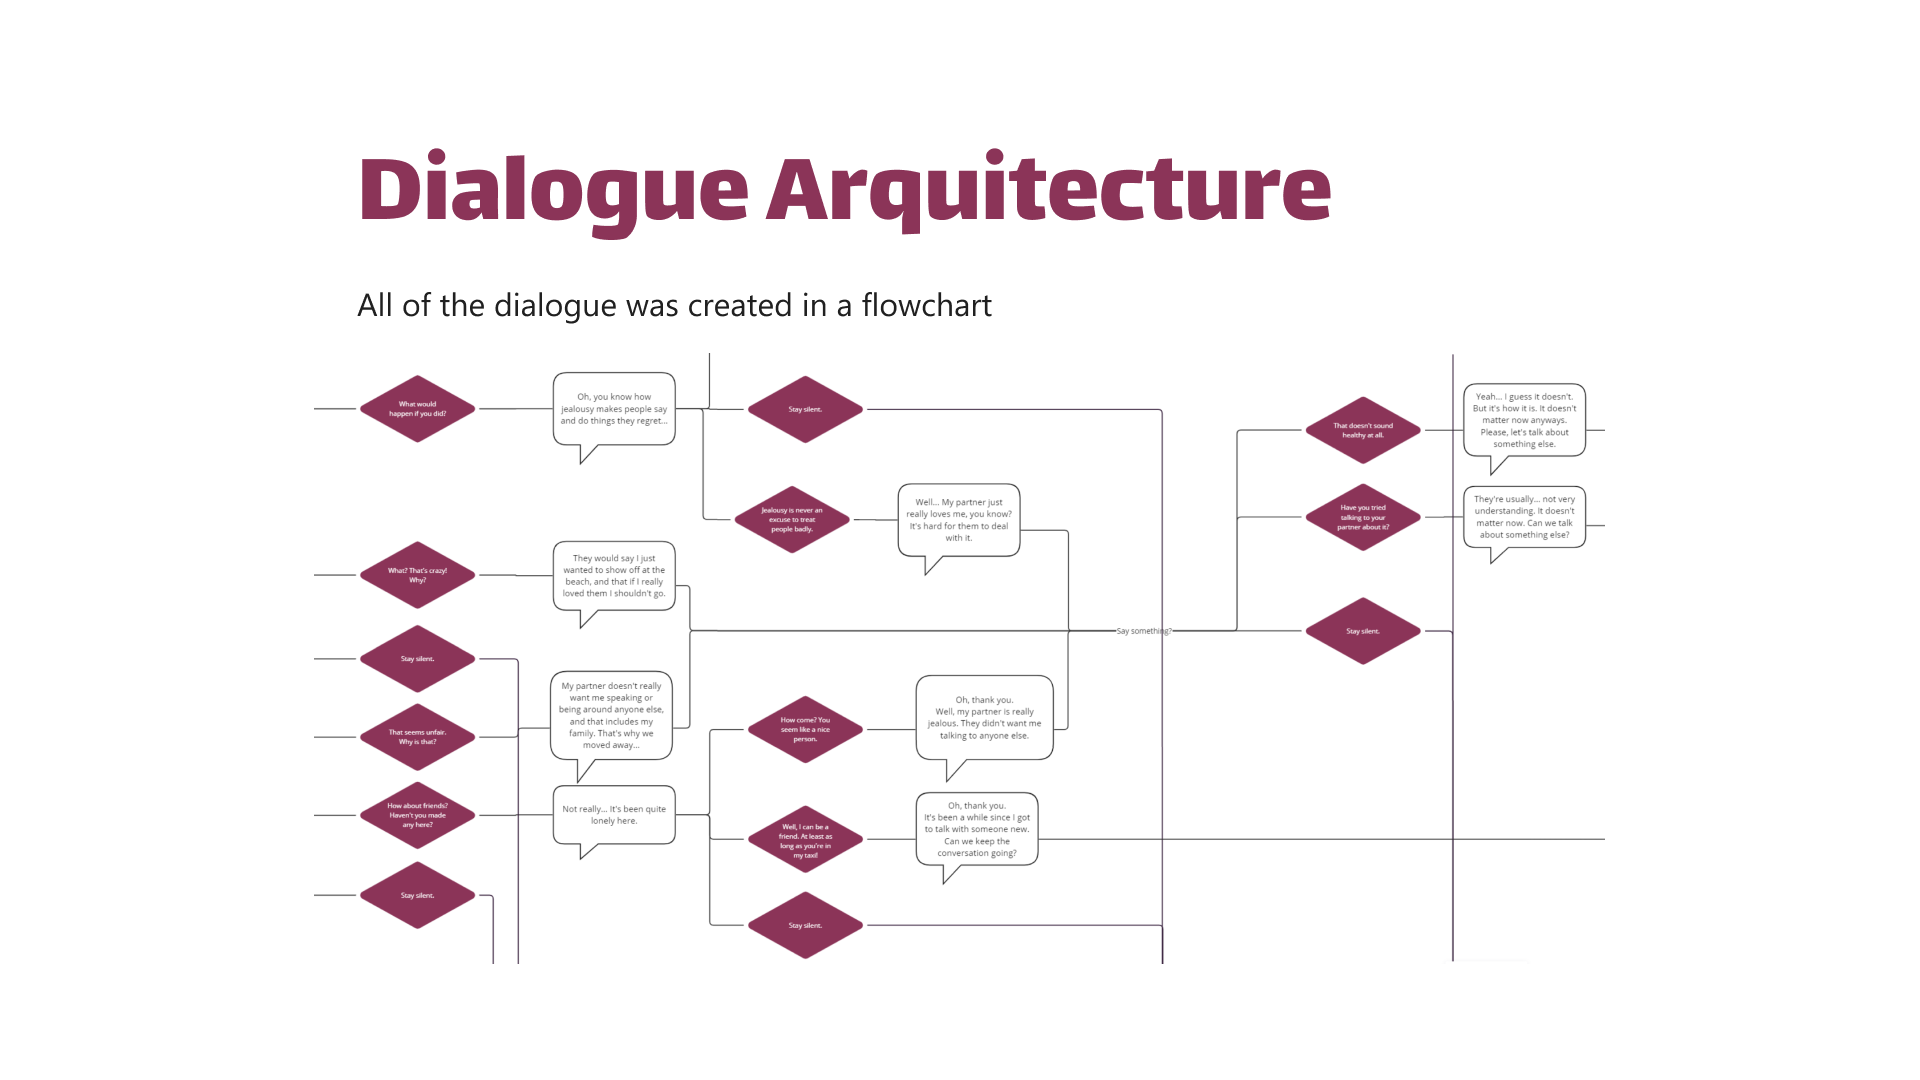 Dialogue Arquitecture
All of the dialogue was created in a flowchart
What would
happen if you did?
Oh, you know how
jealousy makes people say
and do things they regret...
Stay silent.
Jealousy is never an
excuse to treat
people badly.
Well... My partner just
really loves me, you know?
It's hard for them to deal
with it.
What? That's crazy!
Why?
They would say I just
wanted to show off at the
beach, and that if I really
loved them I shouldn't go.
Stay silent.
That seems unfair.
Why is that?
My partner doesn't really
want me speaking or
being around anyone else,
and that includes my
family. That's why we
moved away...
How about friends?
Haven't you made
any here?
Not really... It's been quite
lonely here.
Stay silent.
How come? You
seem like a nice
person.
Oh, thank you.
Well, my partner is really
jealous. They didn't want me
talking to anyone else.
Well, I can be a
friend. At least as
long as you're in
my taxi!
Oh, thank you.
It's been a while since I got
to talk with someone new.
Can we keep the
conversation going?
Stay silent.
Say something?
That doesn't sound
healthy at all.
Yeah... I guess it doesn't.
But it's how it is. It doesn't
matter now anyways.
Please, let's talk about
something else.
Have you tried
talking to your
partner about it?
They're usually... not very
understanding. It doesn't
matter now. Can we talk
about something else?
Stay silent.